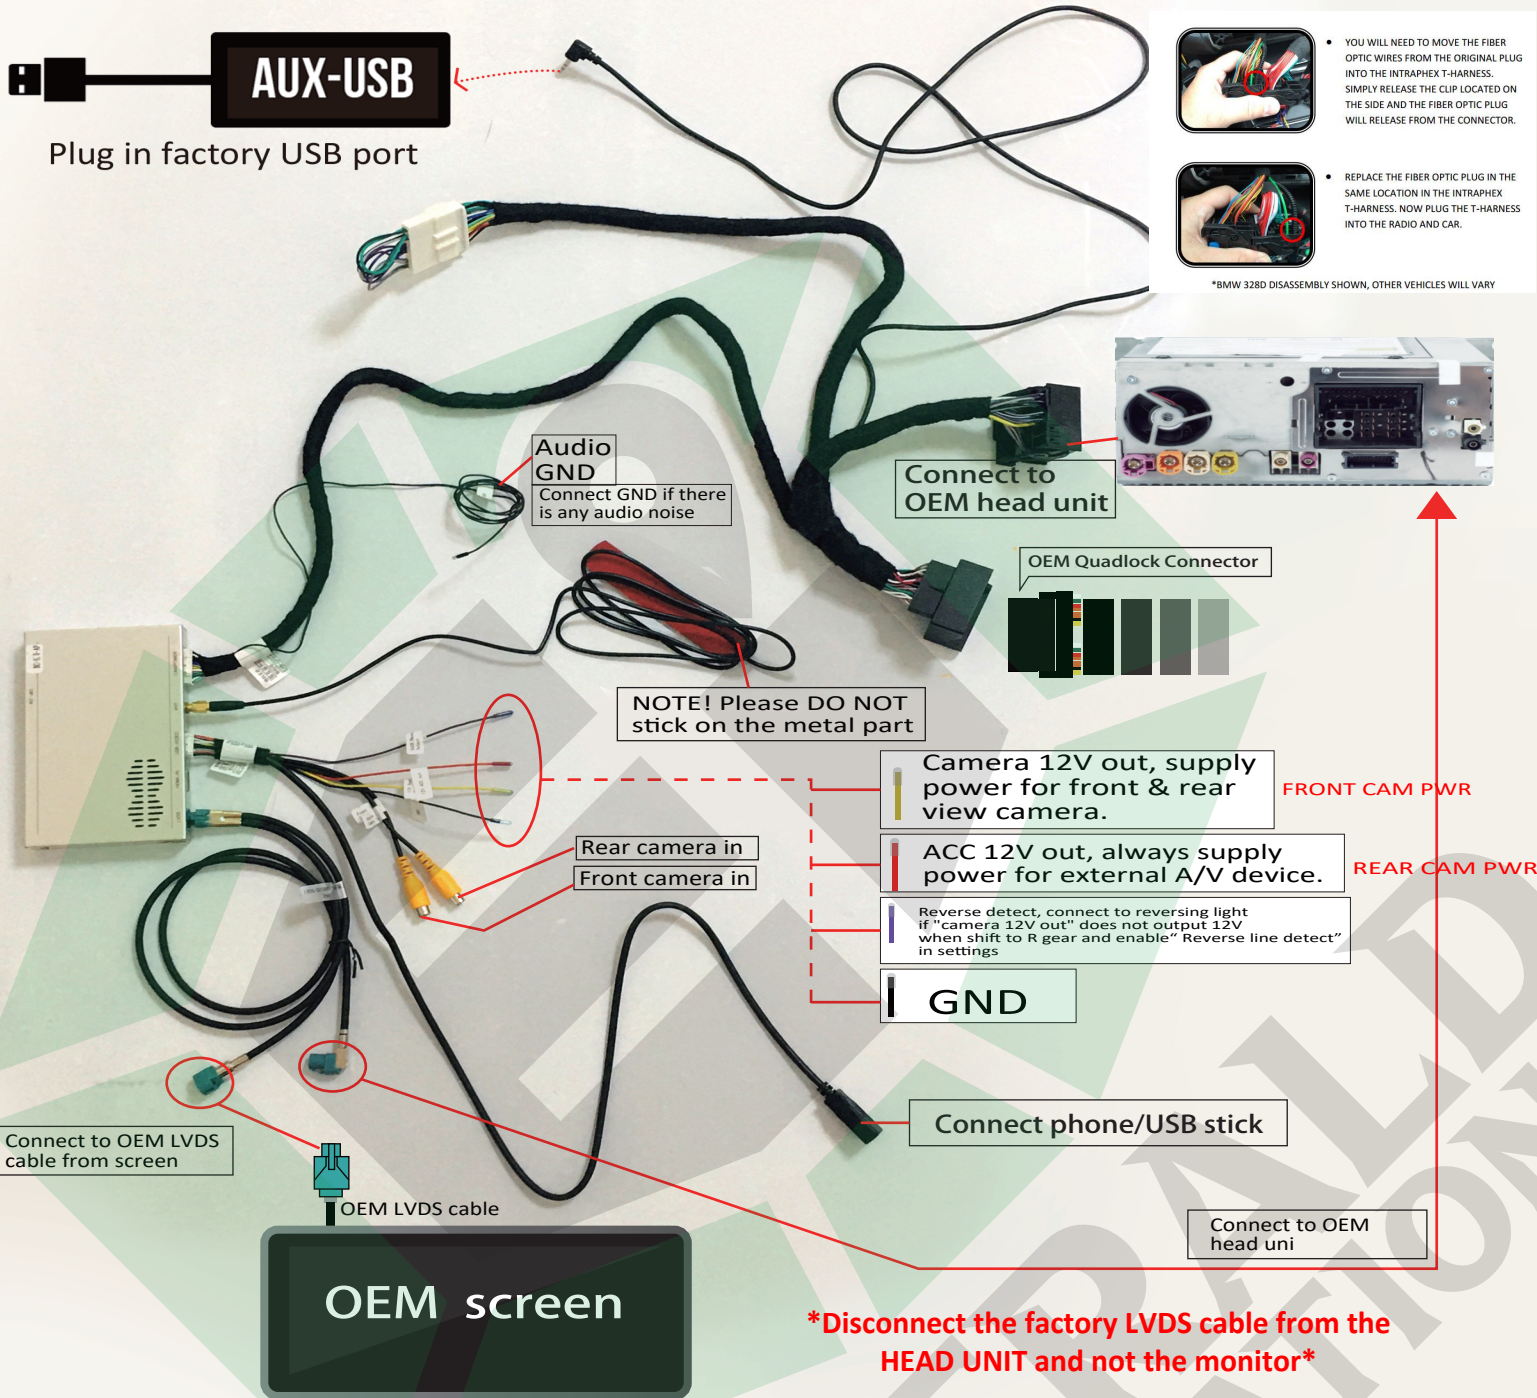 AUX-USB
Plug in factory USB port
• YOU WILL NEED TO MOVE THE FIBER
OPTIC WIRES FROM THE ORIGINAL PLUG
INTO THE INTRAPHEX T-HARNESS.
SIMPLY RELEASE THE CLIP LOCATED ON
THE SIDE AND THE FIBER OPTIC PLUG
WILL RELEASE FROM THE CONNECTOR.
• REPLACE THE FIBER OPTIC PLUG IN THE
SAME LOCATION IN THE INTRAPHEX
T-HARNESS. NOW PLUG THE T-HARNESS
INTO THE RADIO AND CAR.
*BMW 328D DISASSEMBLY SHOWN, OTHER VEHICLES WILL VARY
Audio
GND
Connect GND if there
is any audio noise
Connect to
OEM head unit
OEM Quadlock Connector
NOTE! Please DO NOT
stick on the metal part
Camera 12V out, supply
power for front & rear
view camera.
FRONT CAM PWR
ACC 12V out, always supply
power for external A/V device.
REAR CAM PWR
Reverse detect, connect to reversing light
if "camera 12V out" does not output 12V
when shift to R gear and enable“ Reverse line detect”
in settings
GND
Rear camera in
Front camera in
Connect phone/USB stick
Connect to OEM LVDS
cable from screen
OEM LVDS cable
Connect to OEM
head uni
OEM screen
*Disconnect the factory LVDS cable from the
HEAD UNIT and not the monitor*